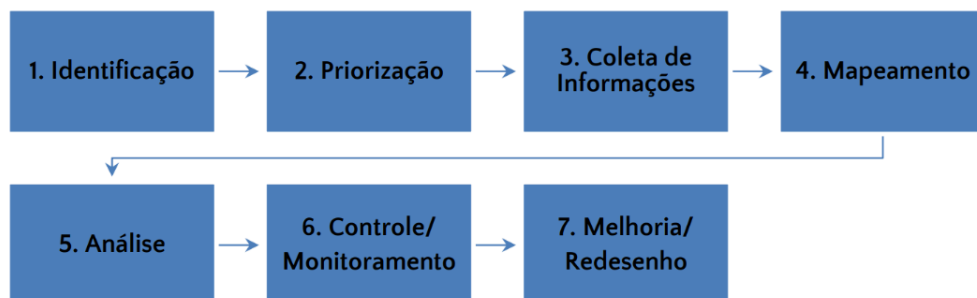 1. Identificação
2. Priorização
3. Coleta de
Informações
4. Mapeamento
5. Análise
6. Controle/
Monitoramento
7. Melhoria/
Redesenho